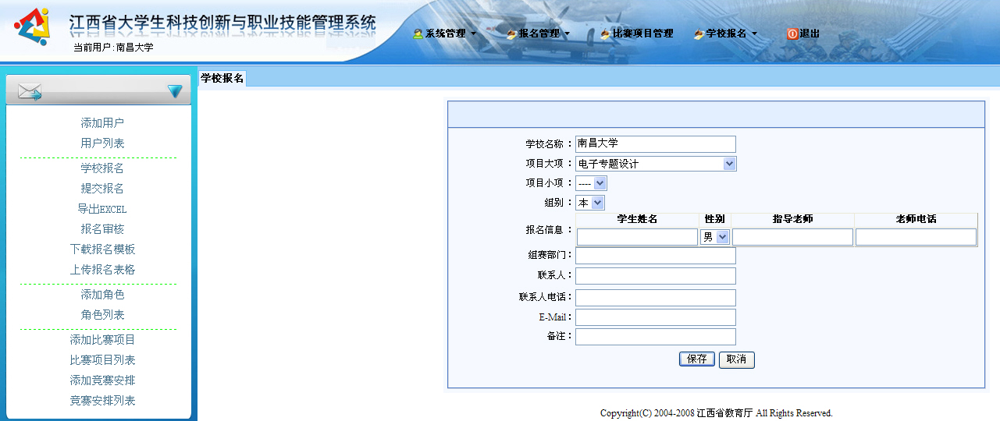 江西省大学生科技创新与职业技能管理系统
当前用户:南昌大学
系统管理 报名管理 比赛项目管理 学校报名 退出
学校报名
添加用户
用户列表
学校报名
提交报名
导出EXCEL
报名审核
下载报名模板
上传报名表格
添加角色
角色列表
添加比赛项目
比赛项目列表
添加竞赛安排
竞赛安排列表
学校名称： 南昌大学
项目大项： 电子专题设计
项目小项： ----
组别： 本
报名信息： 学生姓名 性别 指导老师 老师电话
男
组赛部门：
联系人：
联系人电话：
E-Mail：
备注：
保存 取消
Copyright(C) 2004-2008 江西省教育厅 All Rights Reserved.